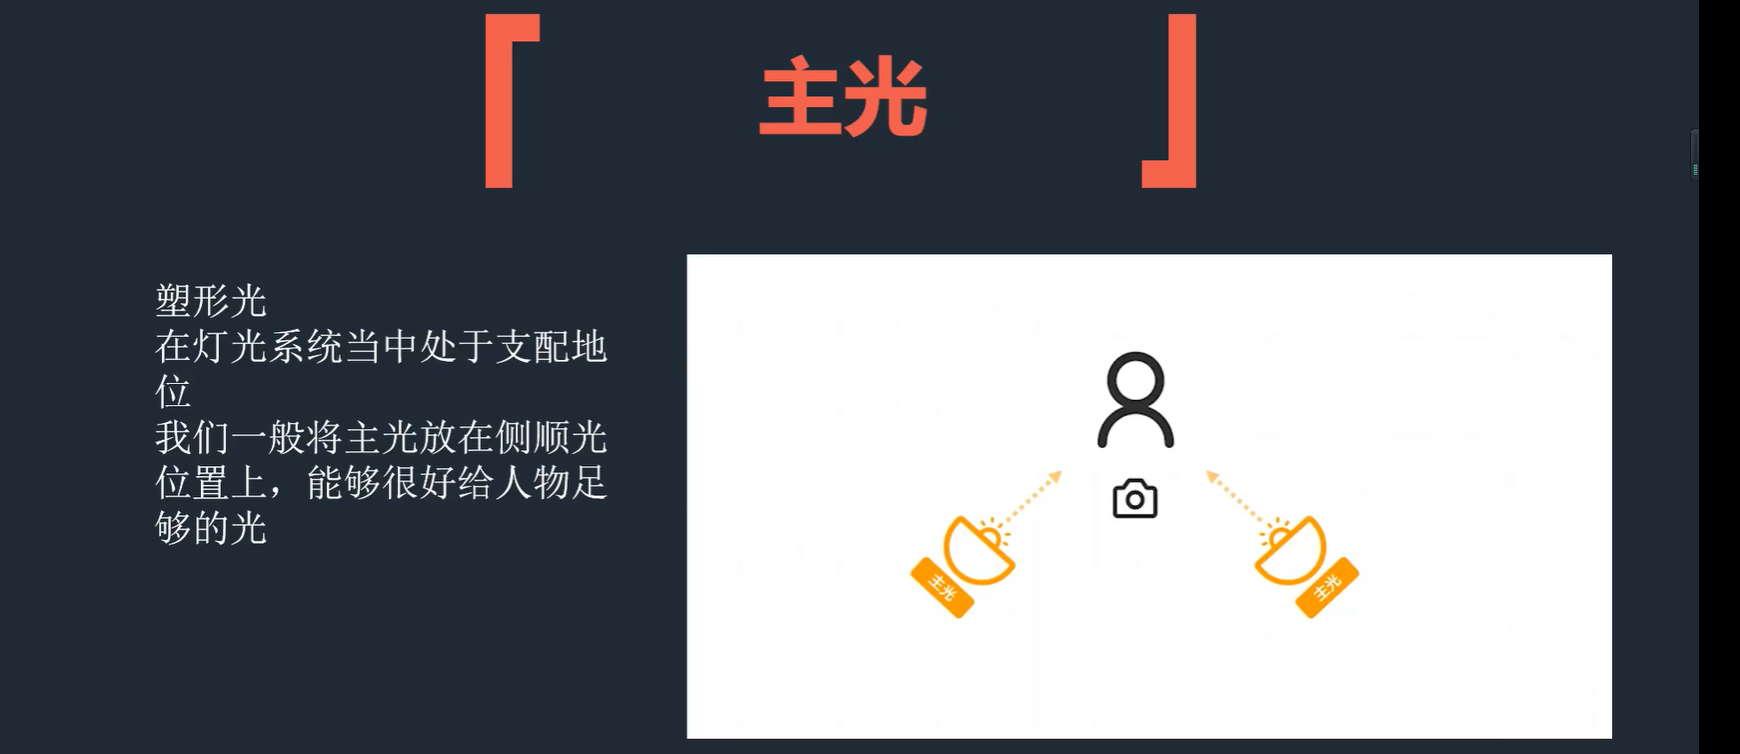 主光
塑形光
在灯光系统当中处于支配地
位
我们一般将主光放在侧顺光
位置上，能够很好给人物足
够的光
主光
主光